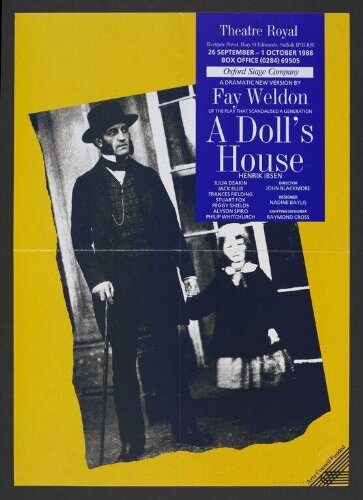 Theatre Royal
Westgate Street, Bury St Edmunds, Suffolk IP33 1QR
26 SEPTEMBER – 1 OCTOBER 1988
BOX OFFICE (0284) 69505
Oxford Stage Company
A DRAMATIC NEW VERSION BY
Fay Weldon
OF THE PLAY THAT SCANDALISED A GENERATION
A Doll's
House
HENRIK IBSEN
JULIA DEAKIN
JACK ELLIS
FRANCES FIELDING
STUART FOX
PEGGY SHIELDS
ALYSON SPIRO
PHILIP WHITCHURCH
DIRECTOR
JOHN BLACKMORE
DESIGNER
NADINE BAYLIS
LIGHTING DESIGNER
RAYMOND CROSS
Arts Council Funded